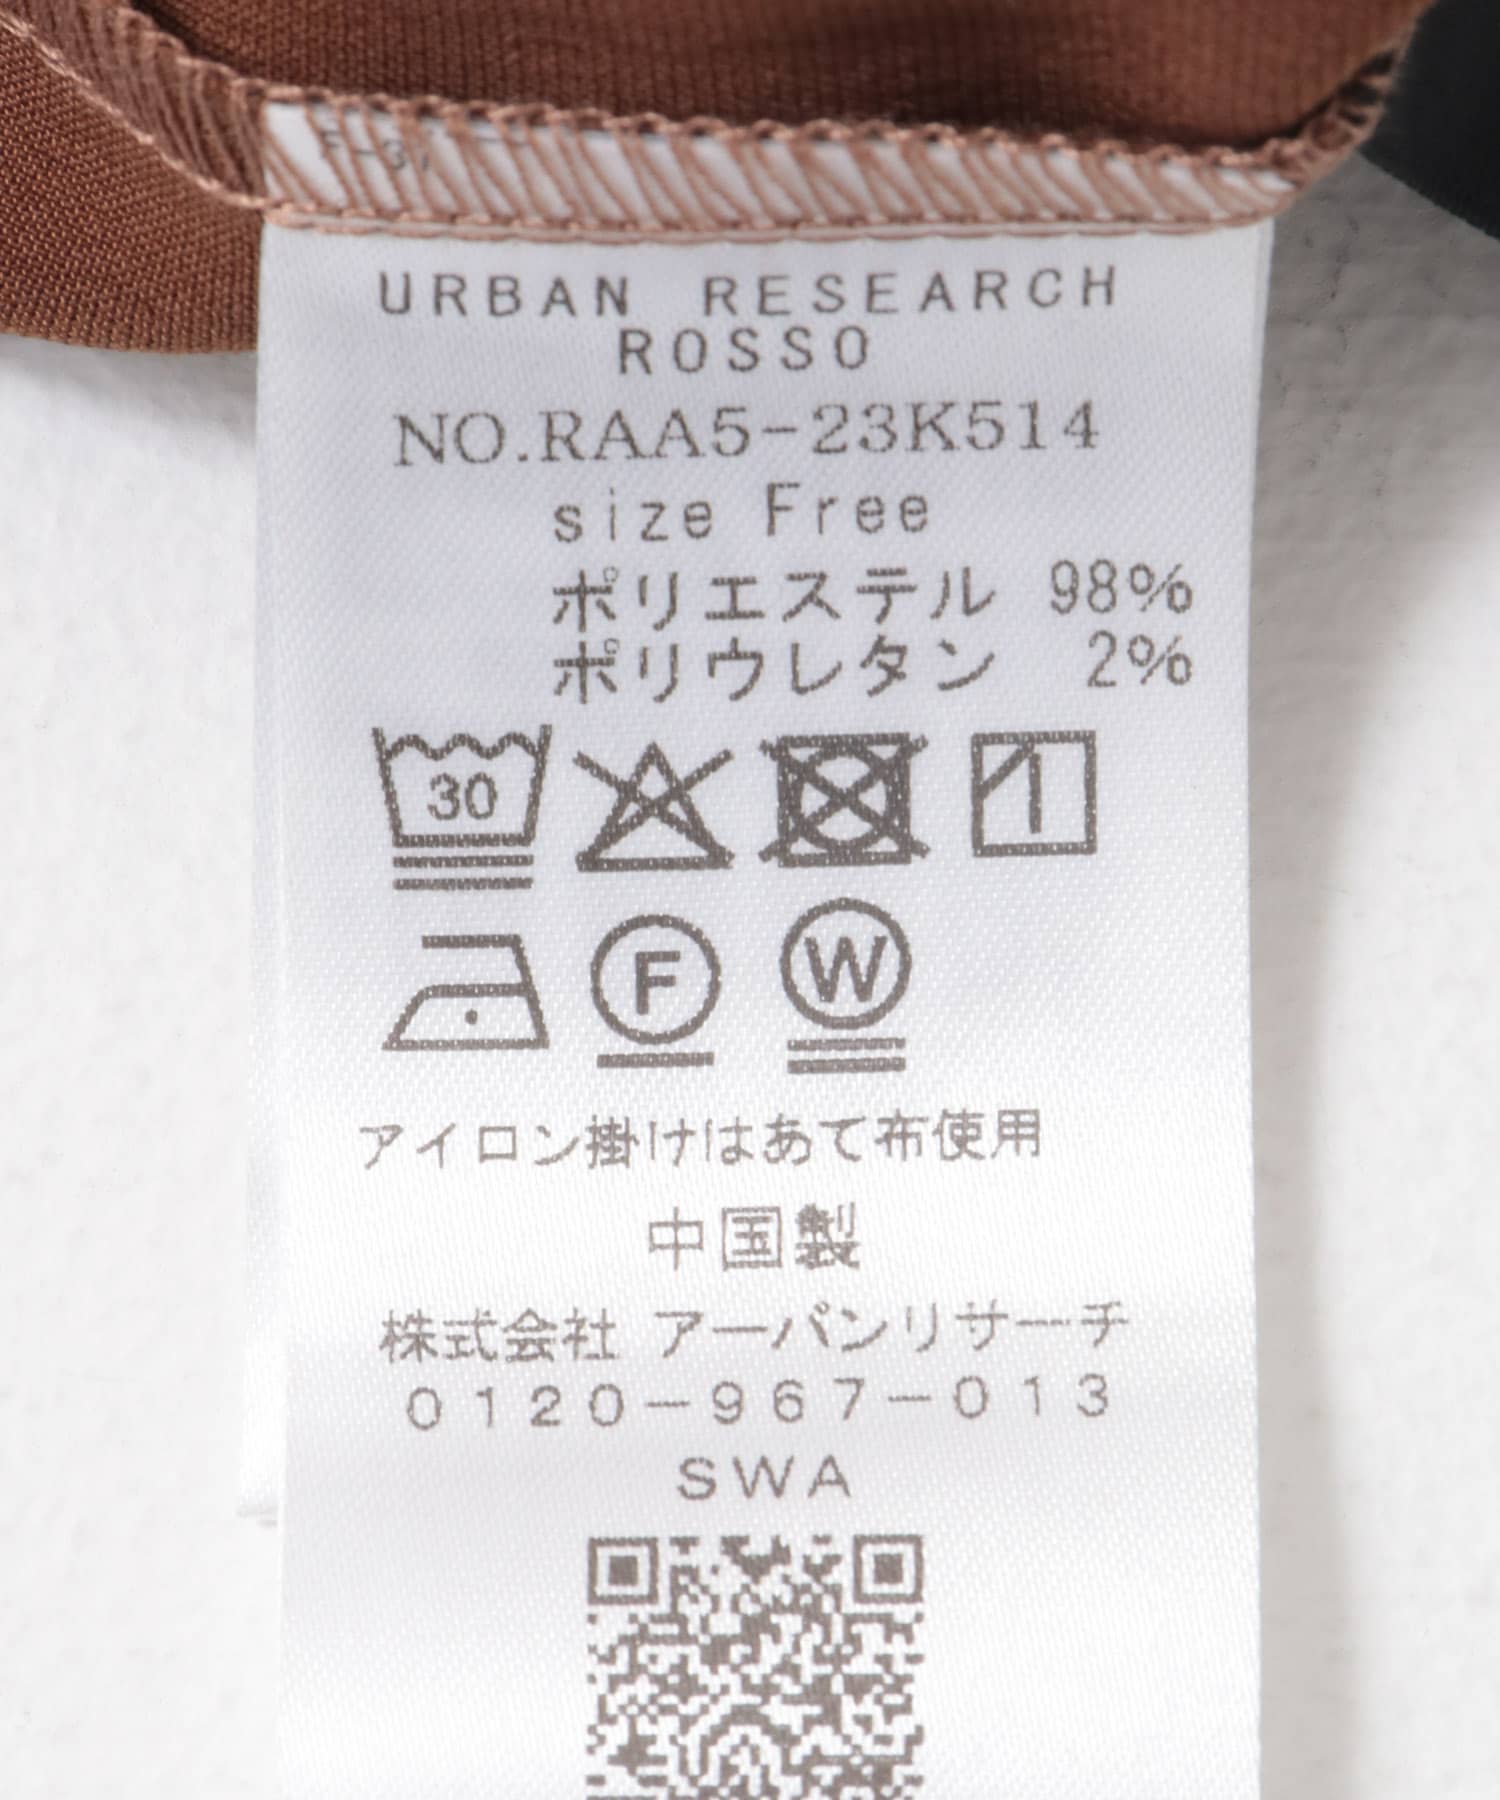 URBAN RESEARCH
ROSSO
NO.RAA5-23K514
size Free
ポリエステル 98%
ポリウレタン 2%
30
F
W
アイロン掛けはあて布使用
中国製
株式会社 アーバンリサーチ
0120-967-013
SWA